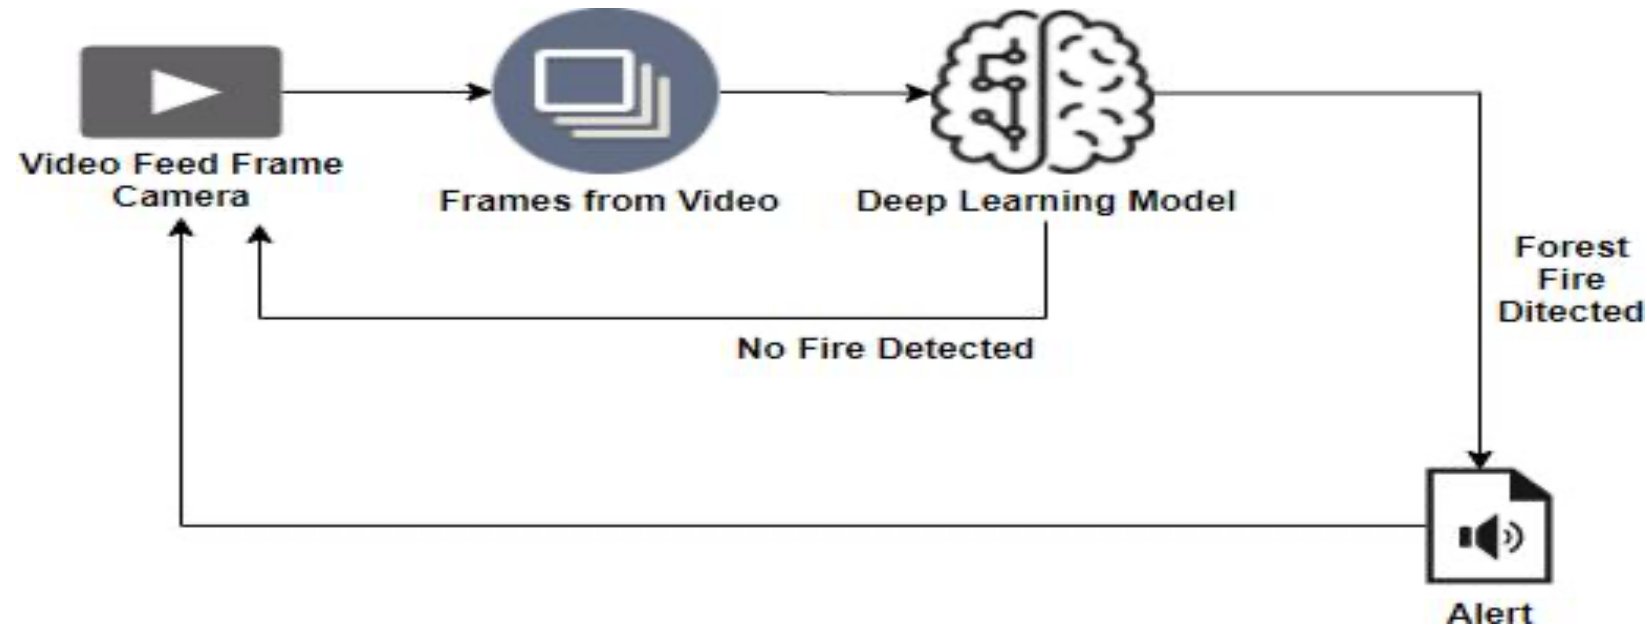 Video Feed Frame
Camera
Frames from Video
Deep Learning Model
Forest
Fire
Ditected
No Fire Detected
Alert